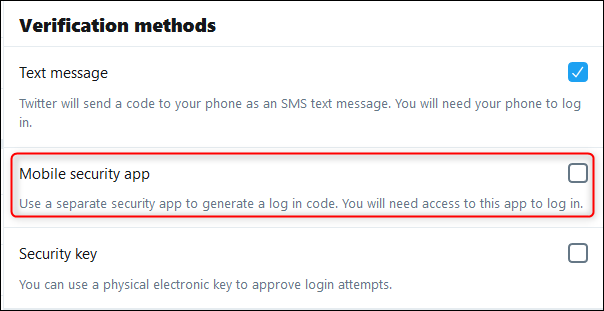 Verification methods
Text message
Twitter will send a code to your phone as an SMS text message. You will need your phone to log
in.
Mobile security app
Use a separate security app to generate a log in code. You will need access to this app to log in.
Security key
You can use a physical electronic key to approve login attempts.